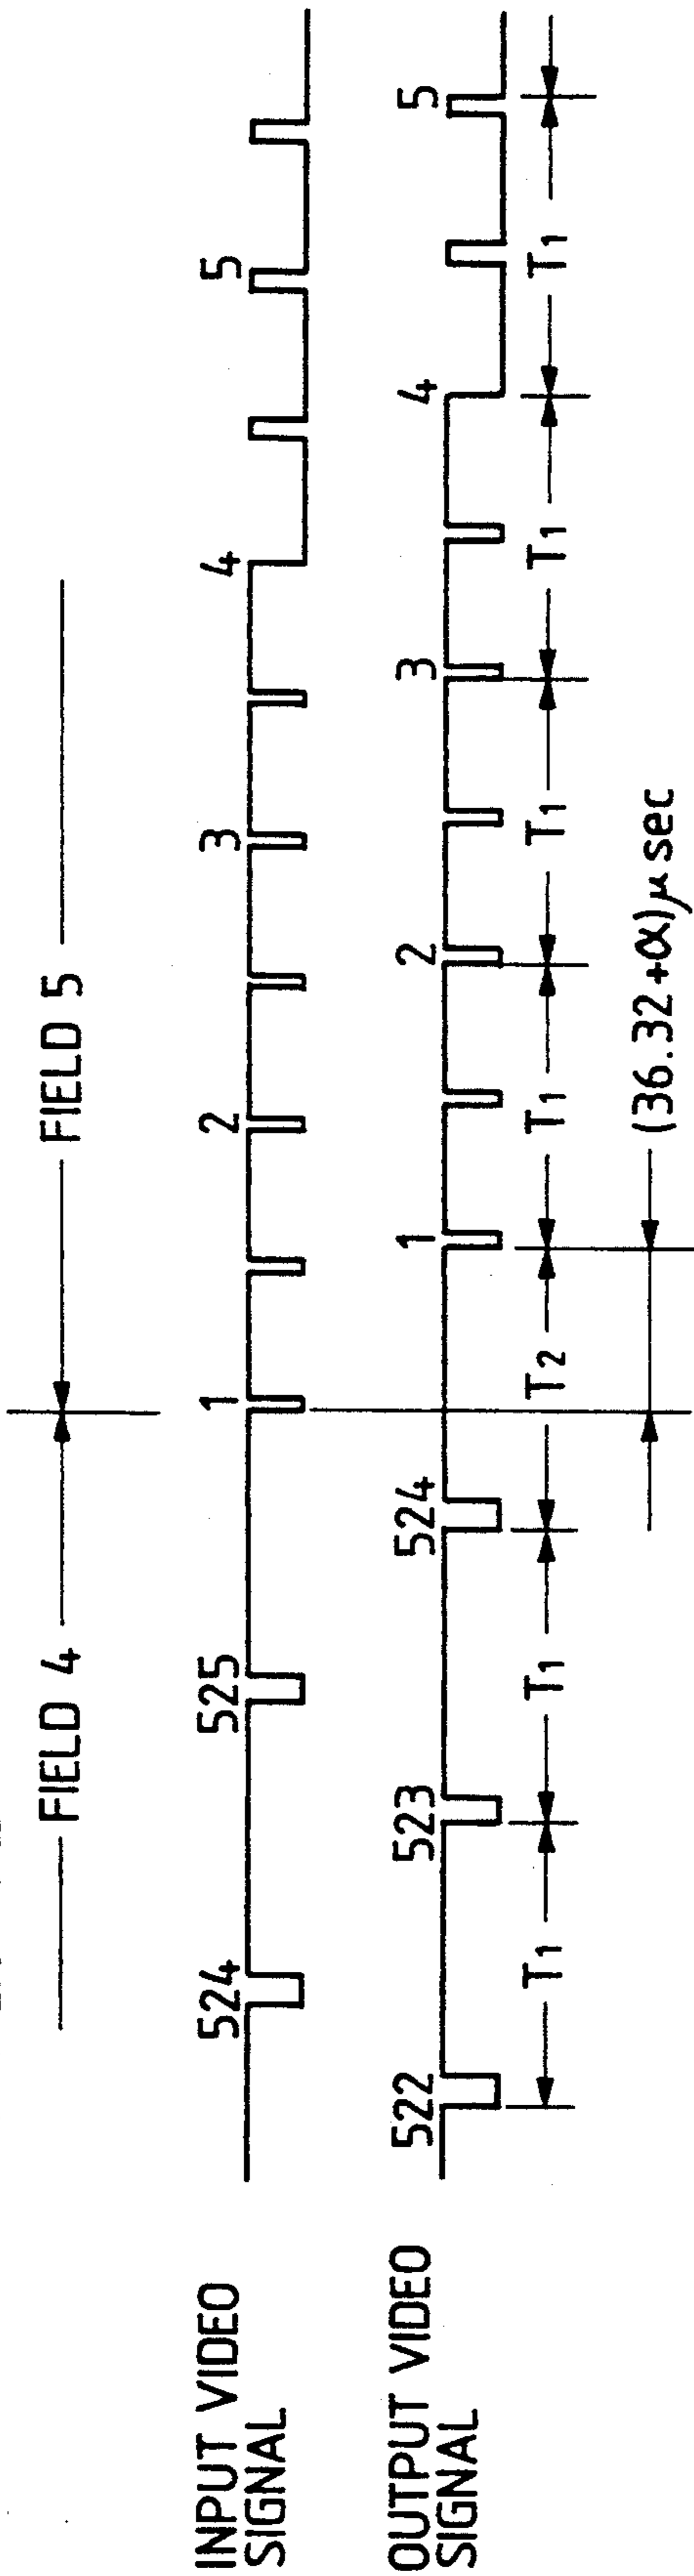 FIELD 4
FIELD 5
INPUT VIDEO
SIGNAL
524
525
1
2
3
4
5
OUTPUT VIDEO
SIGNAL
522
523
524
1
2
3
4
5
T1
T1
T2
T1
T1
T1
T1
T1
(36.32+α)μsec